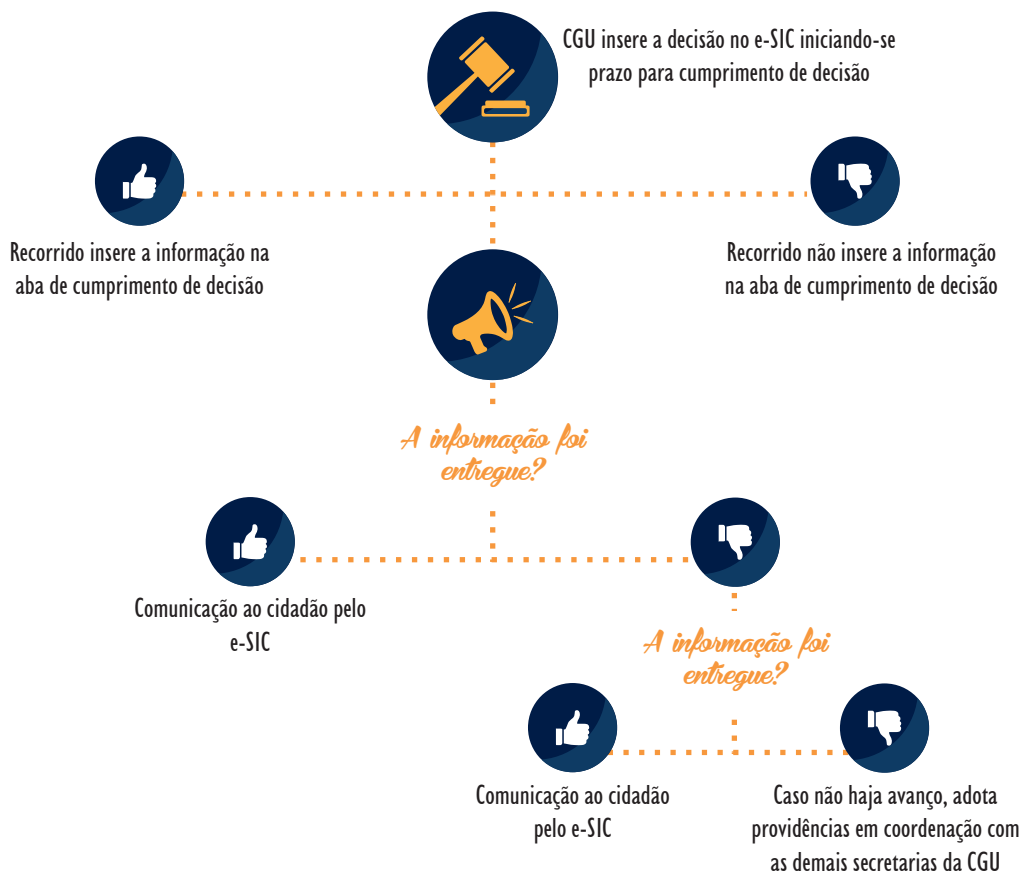 CGU insere a decisão no e-SIC iniciando-se
prazo para cumprimento de decisão
Recorrido insere a informação na
aba de cumprimento de decisão
Recorrido não insere a informação
na aba de cumprimento de decisão
A informação foi
entregue?
Comunicação ao cidadão pelo
e-SIC
A informação foi
entregue?
Comunicação ao cidadão
pelo e-SIC
Caso não haja avanço, adota
providências em coordenação com
as demais secretarias da CGU